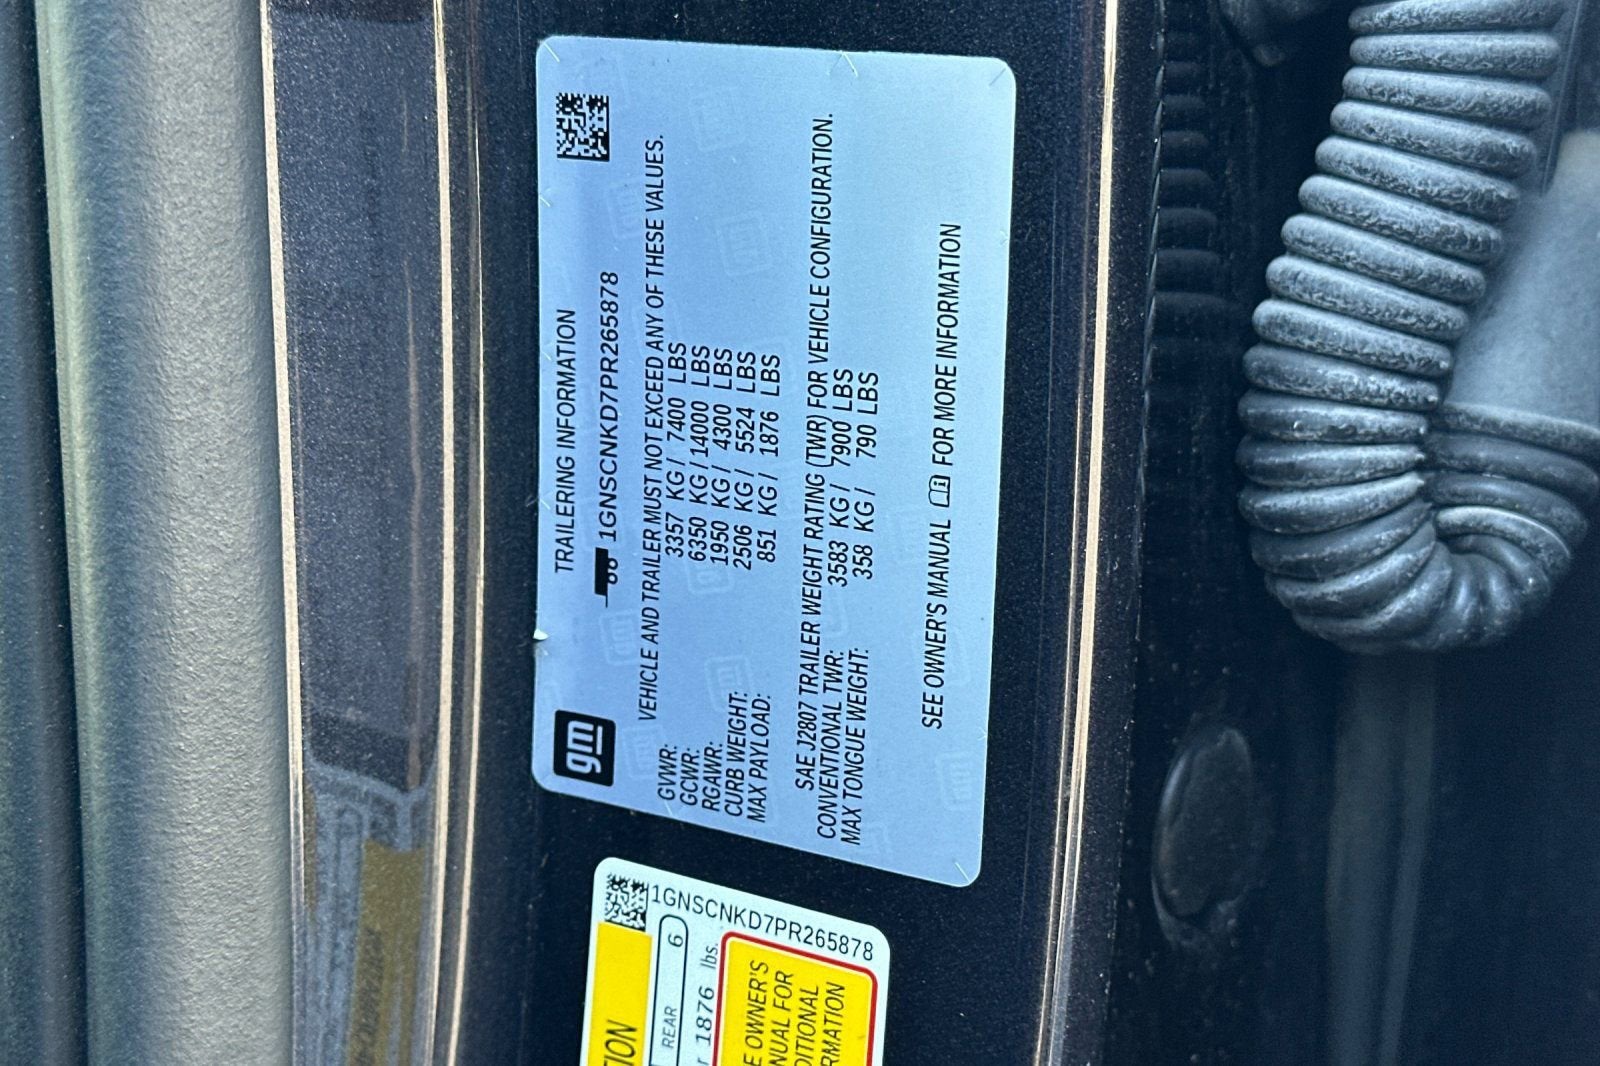 gm
TRAILERING INFORMATION
1GNSCNKD7PR265878
VEHICLE AND TRAILER MUST NOT EXCEED ANY OF THESE VALUES.
GVWR: 3357 KG / 7400 LBS
GCWR: 6350 KG / 14000 LBS
RGAWR: 1950 KG / 4300 LBS
CURB WEIGHT: 2506 KG / 5524 LBS
MAX PAYLOAD: 851 KG / 1876 LBS
SAE J2807 TRAILER WEIGHT RATING (TWR) FOR VEHICLE CONFIGURATION.
CONVENTIONAL TWR: 3583 KG / 7900 LBS
MAX TONGUE WEIGHT: 358 KG / 790 LBS
SEE OWNER'S MANUAL FOR MORE INFORMATION
1GNSCNKD7PR265878
REAR 6
1876 lbs.
OWNER'S
FOR